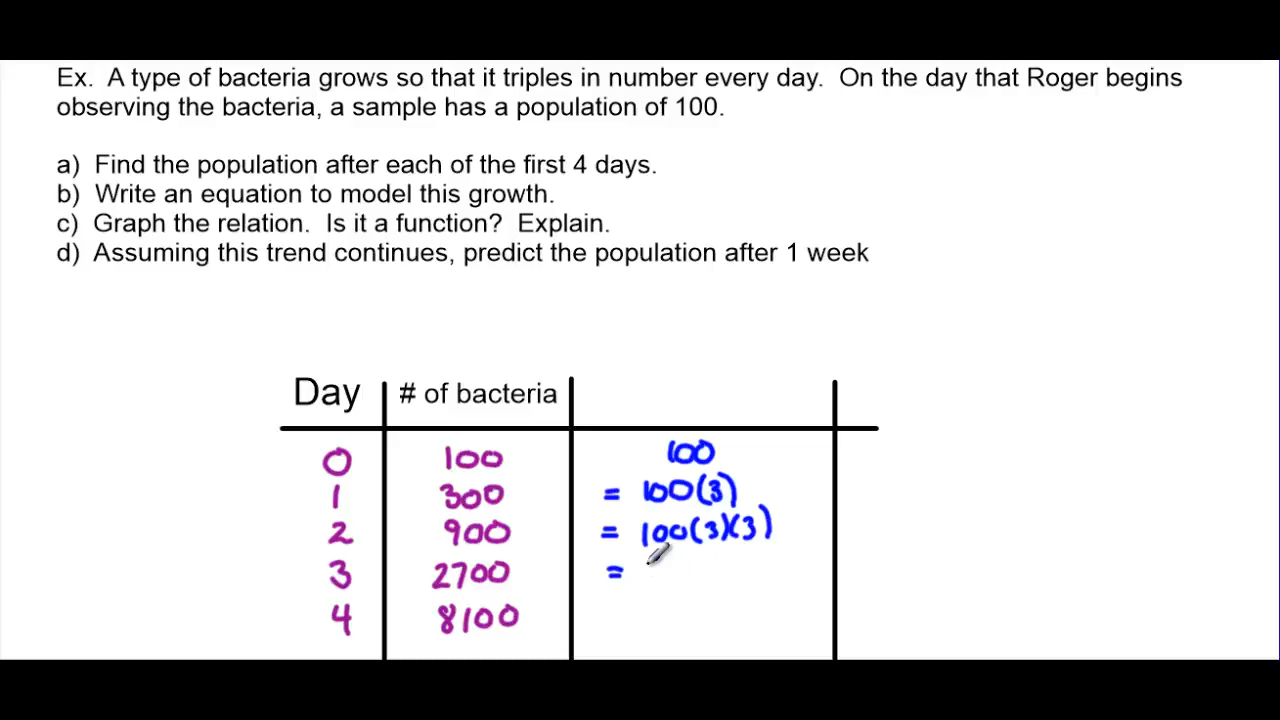 Ex. A type of bacteria grows so that it triples in number every day. On the day that Roger begins
observing the bacteria, a sample has a population of 100.
a) Find the population after each of the first 4 days.
b) Write an equation to model this growth.
c) Graph the relation. Is it a function? Explain.
d) Assuming this trend continues, predict the population after 1 week
Day # of bacteria
0 100 100
1 300 = 100(3)
2 900 = 100(3)(3)
3 2700 =
4 8100